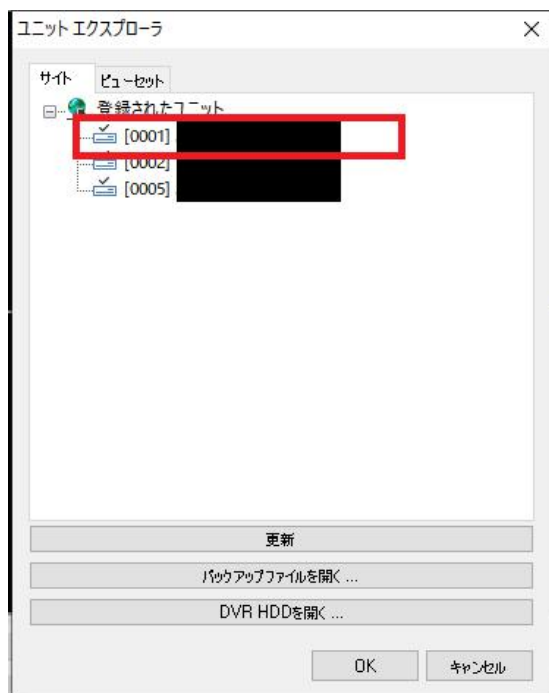 ユニット エクスプローラ
サイト ビューセット
登録されたユニット
[0001]
[0002]
[0005]
更新
バックアップファイルを開く ...
DVR HDDを開く ...
OK キャンセル